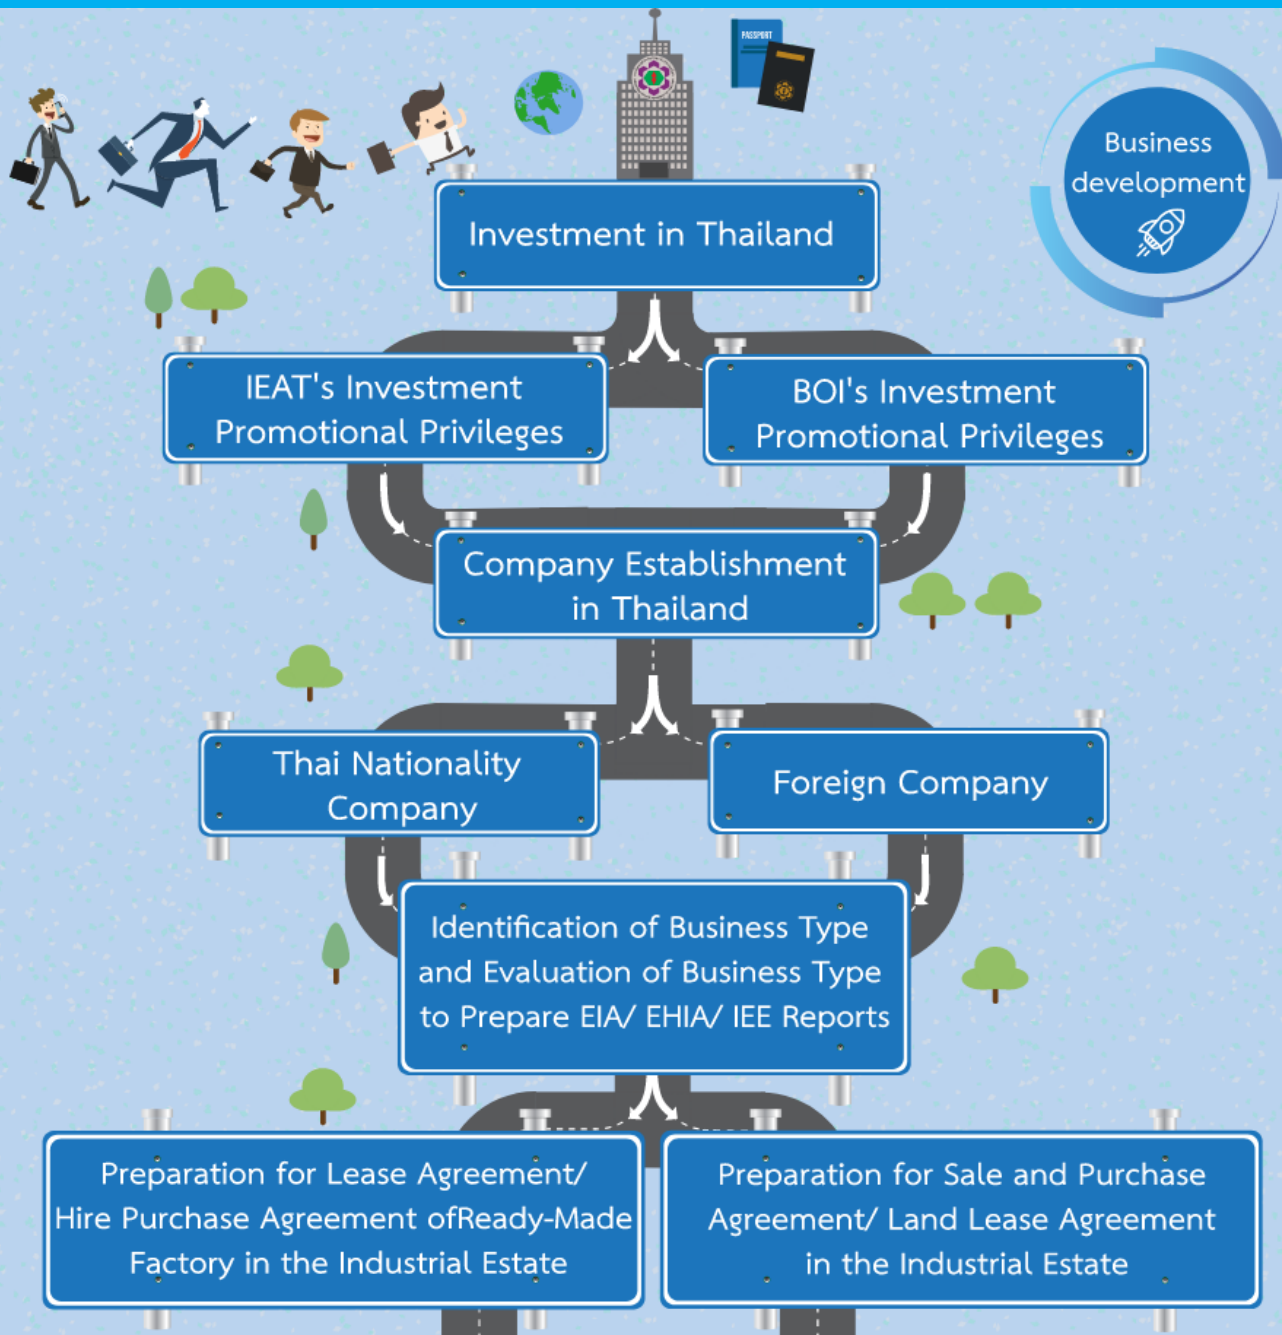 PASSPORT
Business
development
Investment in Thailand
IEAT's Investment
Promotional Privileges
BOI's Investment
Promotional Privileges
Company Establishment
in Thailand
Thai Nationality
Company
Foreign Company
Identification of Business Type
and Evaluation of Business Type
to Prepare EIA/ EHIA/ IEE Reports
Preparation for Lease Agreement/
Hire Purchase Agreement ofReady-Made
Factory in the Industrial Estate
Preparation for Sale and Purchase
Agreement/ Land Lease Agreement
in the Industrial Estate